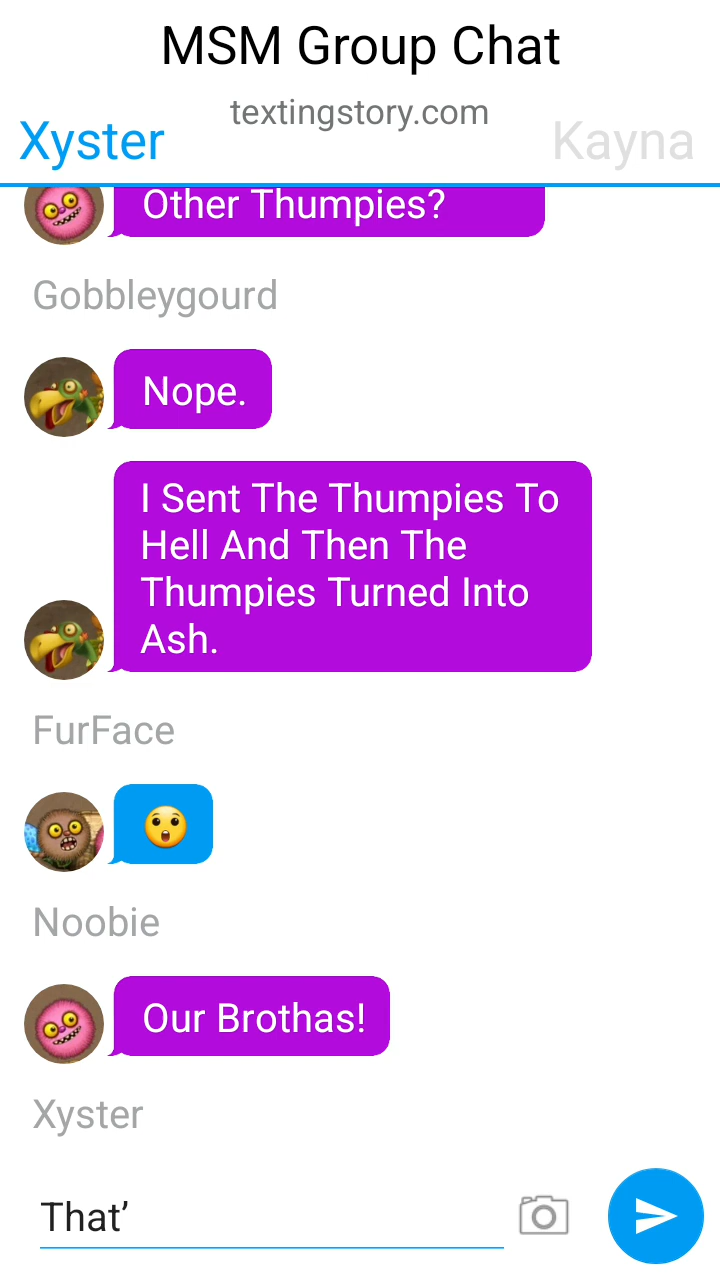 MSM Group Chat
textingstory.com
Xyster
Kayna
Other Thumpies?
Gobbleygourd
Nope.
I Sent The Thumpies To
Hell And Then The
Thumpies Turned Into
Ash.
FurFace
😯
Noobie
Our Brothas!
Xyster
That’